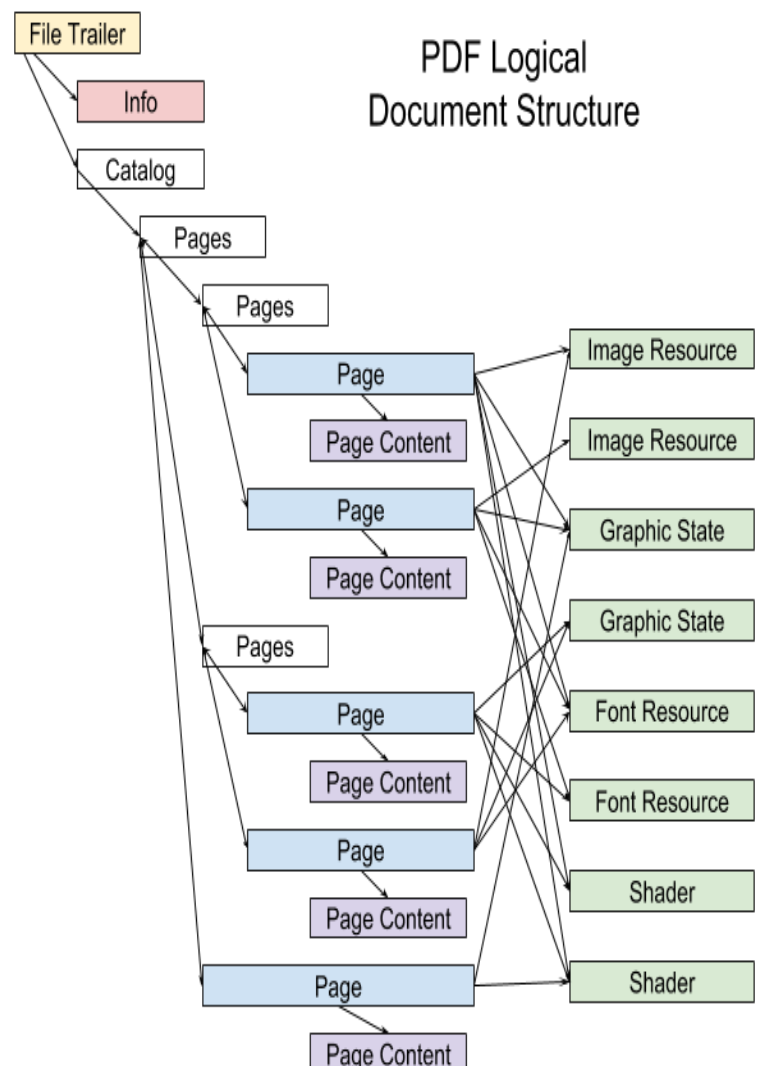 File Trailer
PDF Logical
Document Structure
Info
Catalog
Pages
Pages
Page
Image Resource
Page Content
Image Resource
Page
Graphic State
Page Content
Graphic State
Pages
Page
Font Resource
Page Content
Font Resource
Page
Shader
Page Content
Page
Shader
Page Content